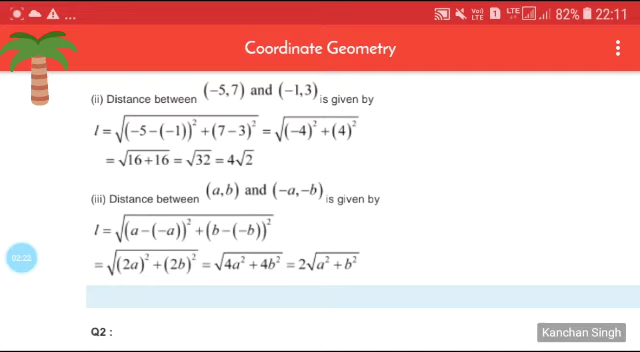 ... 82% 22:11
Coordinate Geometry
(ii) Distance between (−5,7) and (−1,3) is given by
l = √((−5−(−1))² + (7−3)²) = √((−4)² + (4)²)
= √(16+16) = √32 = 4√2
(iii) Distance between (a,b) and (−a,−b) is given by
l = √((a−(−a))² + (b−(−b))²)
02:22
= √((2a)² + (2b)²) = √(4a² + 4b²) = 2√(a² + b²)
Q2 :
Kanchan Singh